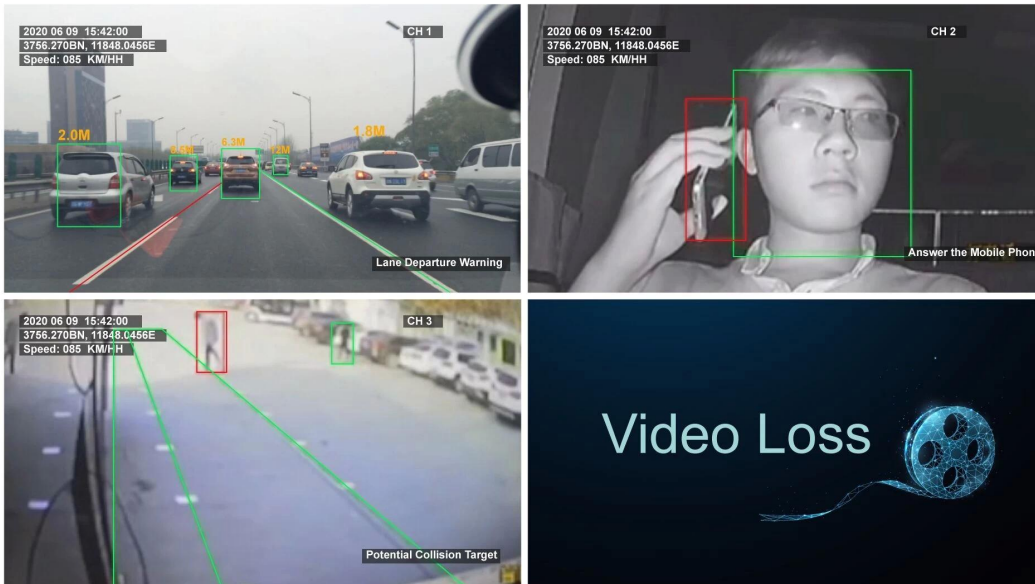 2020 06 09 15:42:00
3756.270BN, 11848.0456E
Speed: 085 KM/HH
CH 1
2.0M
6.3M
1.8M
Lane Departure Warning
2020 06 09 15:42:00
3756.270BN, 11848.0456E
Speed: 085 KM/HH
CH 2
Answer the Mobile Phon
2020 06 09 15:42:00
3756.270BN, 11848.0456E
Speed: 085 KM/HH
CH 3
Potential Collision Target
Video Loss